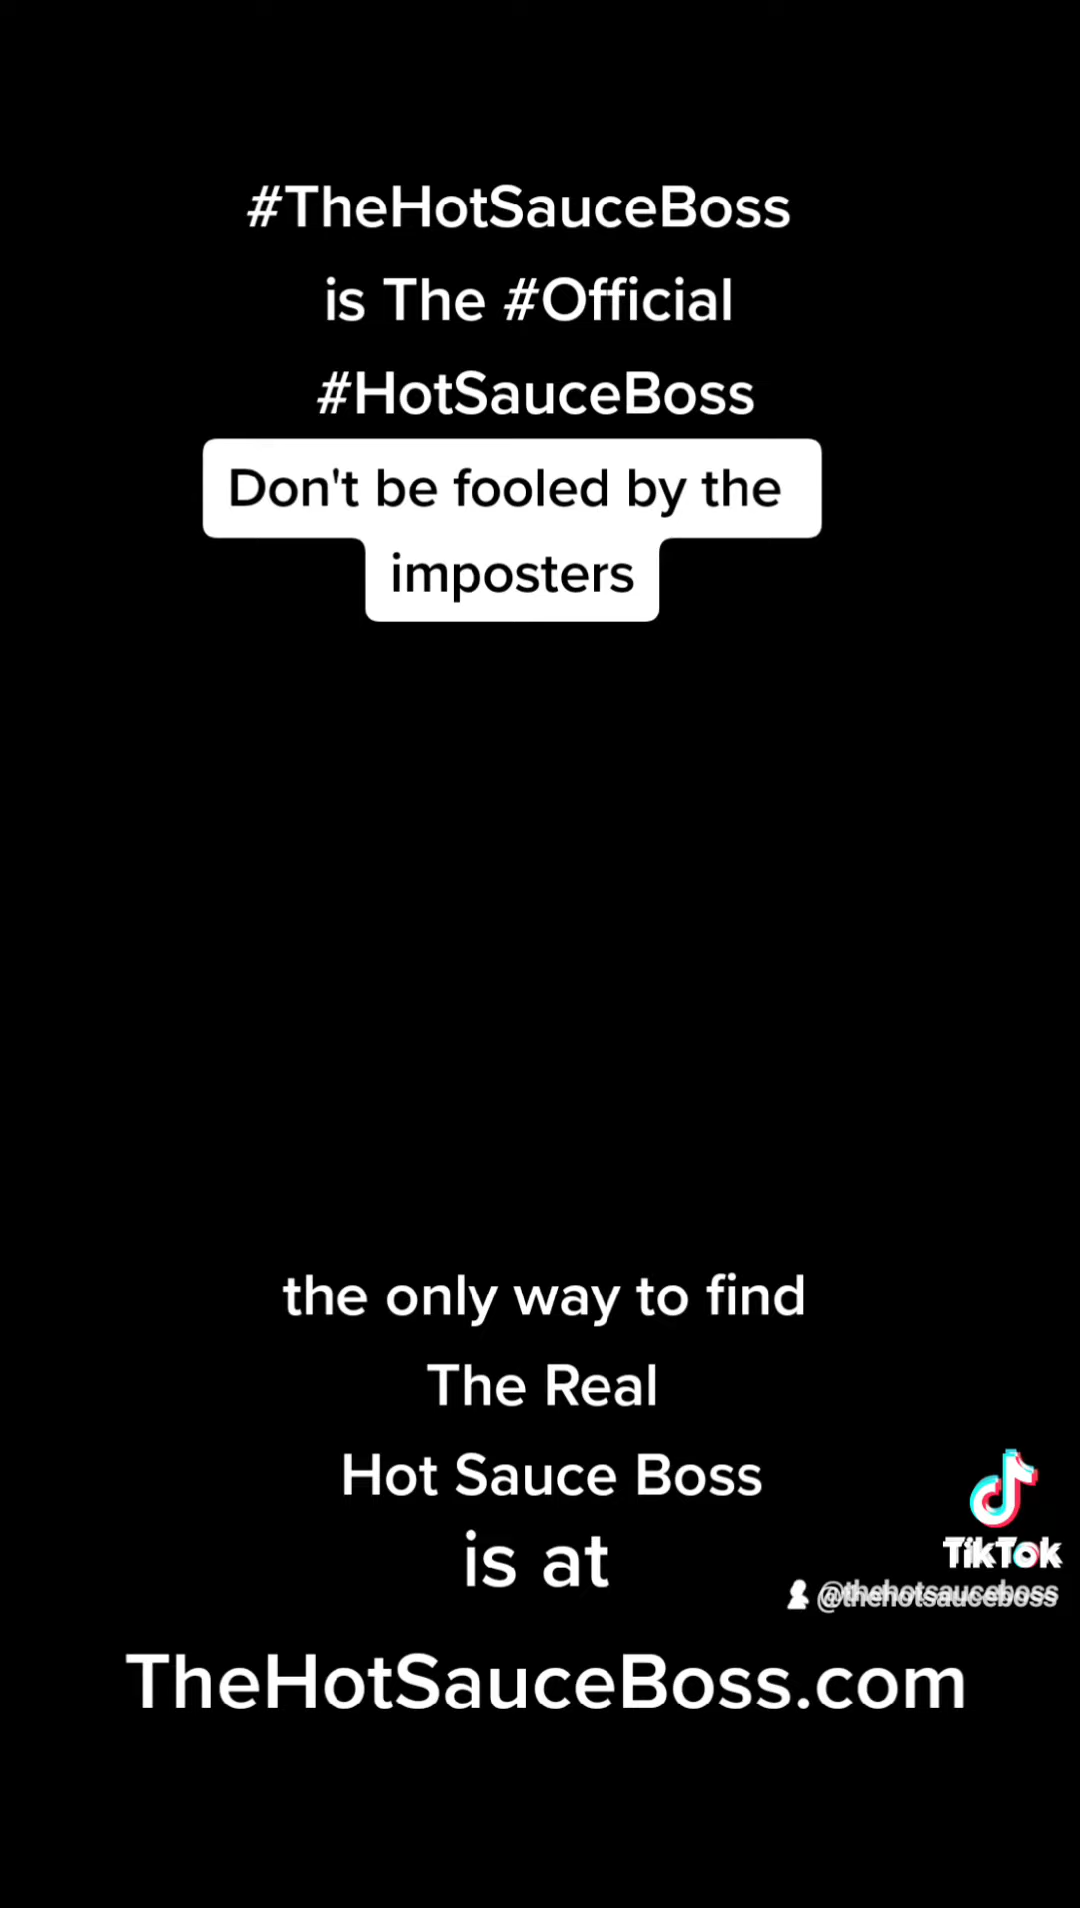 #TheHotSauceBoss
is The #Official
#HotSauceBoss
Don't be fooled by the
imposters
the only way to find
The Real
Hot Sauce Boss
is at
TikTok
@thehotsauceboss
TheHotSauceBoss.com